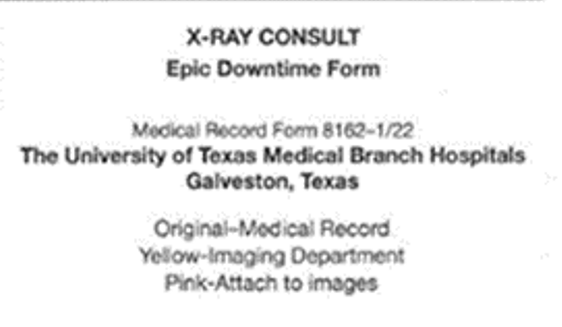 X-RAY CONSULT
Epic Downtime Form
Medical Record Form 8162-1/22
The University of Texas Medical Branch Hospitals
Galveston, Texas
Original-Medical Record
Yellow-Imaging Department
Pink-Attach to images